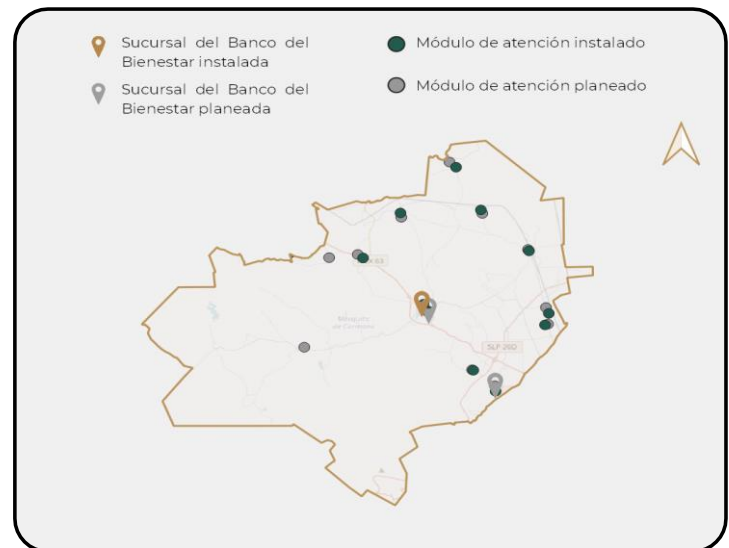 Sucursal del Banco del
Bienestar instalada
Sucursal del Banco del
Bienestar planeada
Módulo de atención instalado
Módulo de atención planeado
SLP-26D